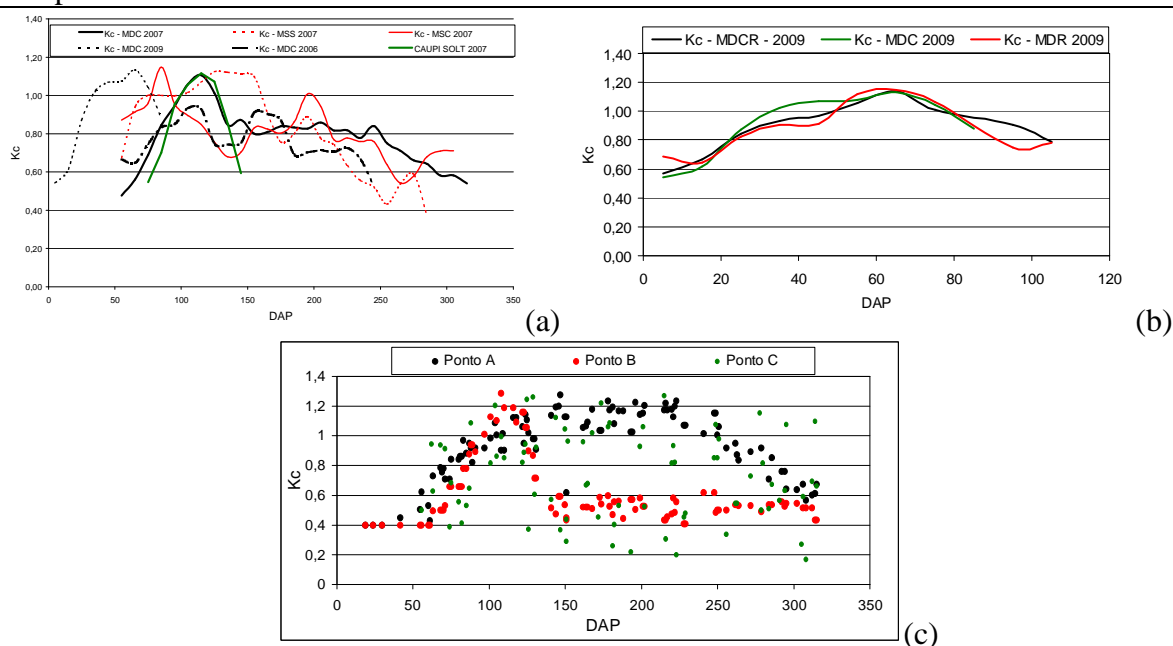 Kc - MDC 2007 Kc - MSS 2007 Kc - MSC 2007
Kc - MDC 2009 Kc - MDC 2006 CAUPI SOLT 2007
1,40
1,20
1,00
0,80
0,60
0,40
0,20
0,00
Kc
0 50 100 150 200 250 300 350
DAP
(a)
Kc - MDCR - 2009 Kc - MDC 2009 Kc - MDR 2009
1,40
1,20
1,00
0,80
0,60
0,40
0,20
0,00
Kc
0 20 40 60 80 100 120
DAP
(b)
Ponto A Ponto B Ponto C
1,4
1,2
1
0,8
0,6
0,4
0,2
0
Kc
0 50 100 150 200 250 300 350
DAP
(c)